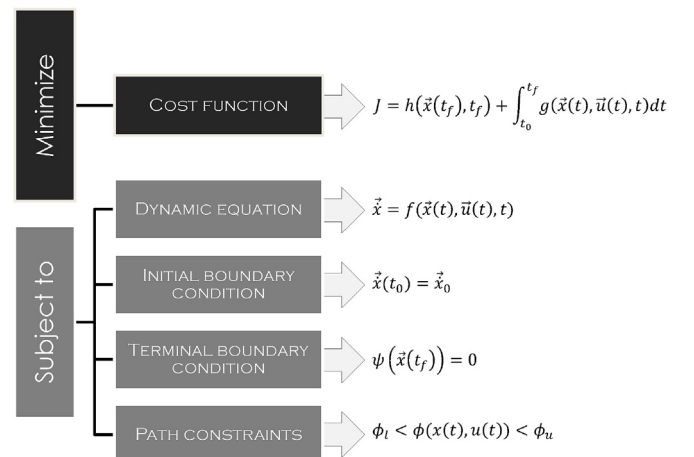 Minimize
COST FUNCTION
J = h(x⃗(t_f), t_f) + ∫_{t_0}^{t_f} g(x⃗(t), u⃗(t), t)dt
Subject to
DYNAMIC EQUATION
ẋ⃗ = f(x⃗(t), u⃗(t), t)
INITIAL BOUNDARY
CONDITION
ẋ⃗(t_0) = ẋ⃗_0
TERMINAL BOUNDARY
CONDITION
ψ(x⃗(t_f)) = 0
PATH CONSTRAINTS
ϕ_l < ϕ(x(t), u(t)) < ϕ_u